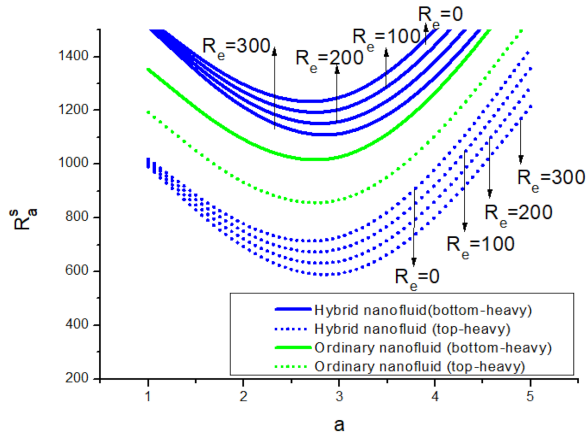 R_e=0
R_e=100
R_e=200
R_e=300
1400
1200
1000
800
600
400
200
R_a^s
R_e=300
R_e=200
R_e=100
R_e=0
Hybrid nanofluid(bottom-heavy)
Hybrid nanofluid (top-heavy)
Ordinary nanofluid (bottom-heavy)
Ordinary nanofluid (top-heavy)
1 2 3 4 5
a